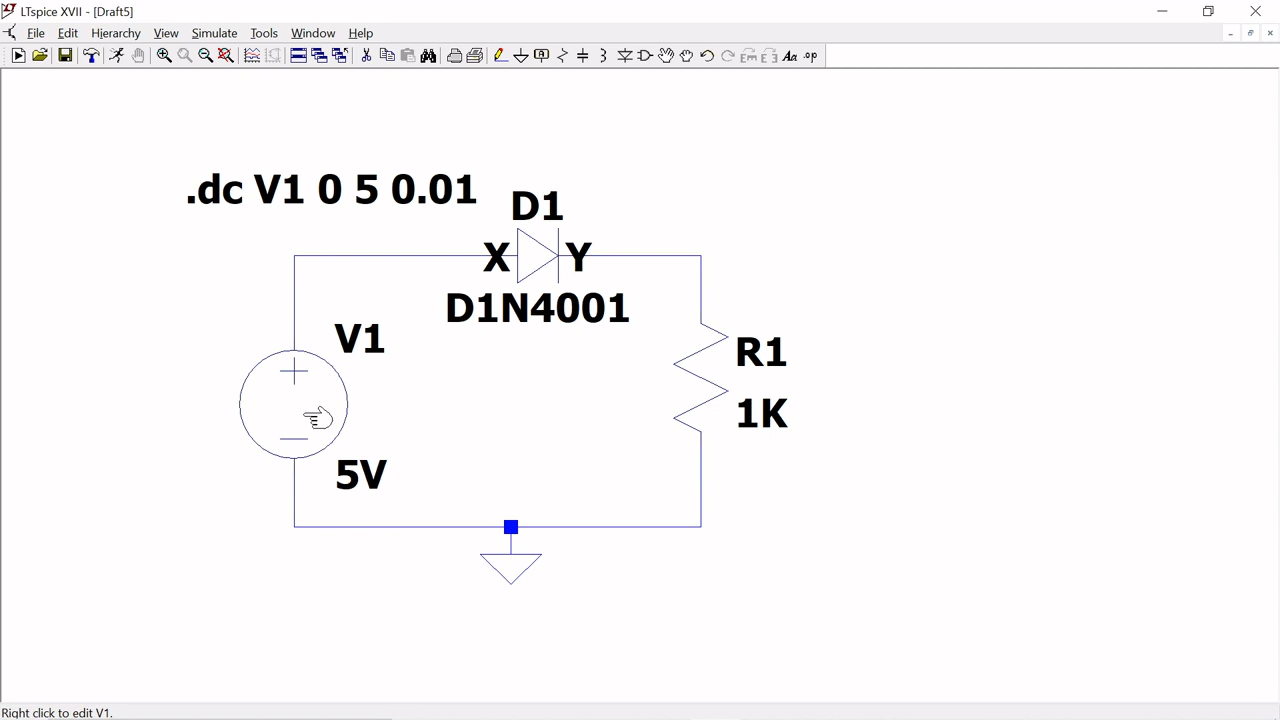 LTspice XVII - [Draft5]
File Edit Hierarchy View Simulate Tools Window Help
.dc V1 0 5 0.01
D1
X Y
D1N4001
V1
R1
1K
5V
Right click to edit V1.